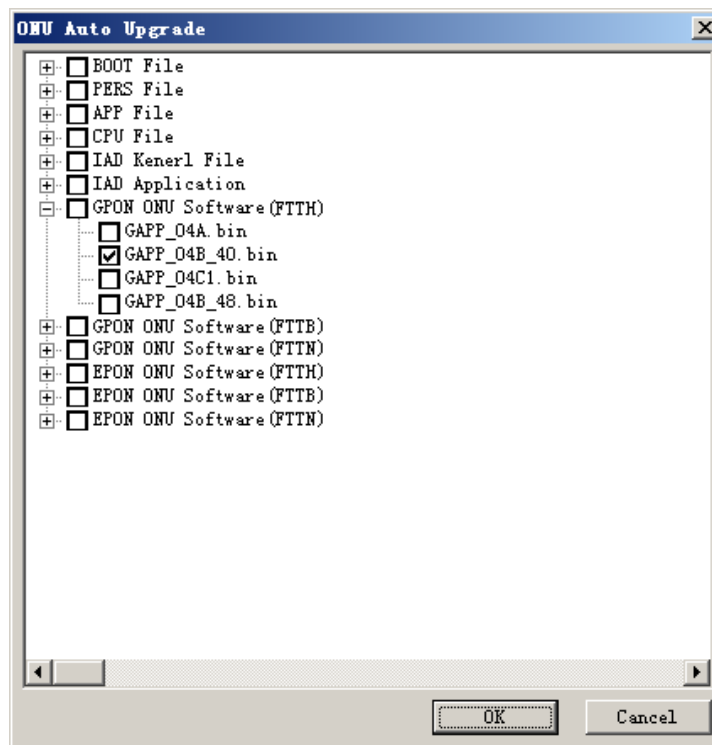 ONU Auto Upgrade
BOOT File
PERS File
APP File
CPU File
IAD Kenerl File
IAD Application
GPON ONU Software(FTTH)
GAPP_04A.bin
GAPP_04B_40.bin
GAPP_04C1.bin
GAPP_04B_48.bin
GPON ONU Software(FTTB)
GPON ONU Software(FTTN)
EPON ONU Software(FTTH)
EPON ONU Software(FTTB)
EPON ONU Software(FTTN)
OK Cancel